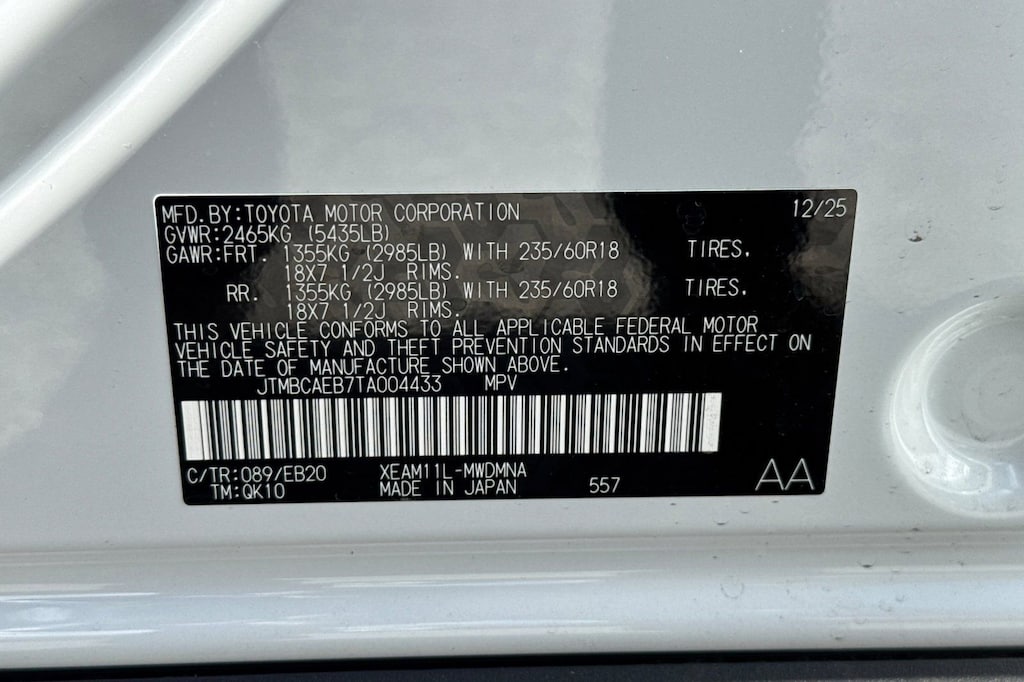 MFD.BY:TOYOTA MOTOR CORPORATION 12/25
GVWR:2465KG (5435LB)
GAWR:FRT. 1355KG (2985LB) WITH 235/60R18 TIRES.
18X7 1/2J RIMS.
RR. 1355KG (2985LB) WITH 235/60R18 TIRES.
18X7 1/2J RIMS.
THIS VEHICLE CONFORMS TO ALL APPLICABLE FEDERAL MOTOR
VEHICLE SAFETY AND THEFT PREVENTION STANDARDS IN EFFECT ON
THE DATE OF MANUFACTURE SHOWN ABOVE.
JTMBCAEB7TA004433 MPV
C/TR:089/EB20 XEAM11L-MWDMNA
TM:QK10 MADE IN JAPAN 557 AA